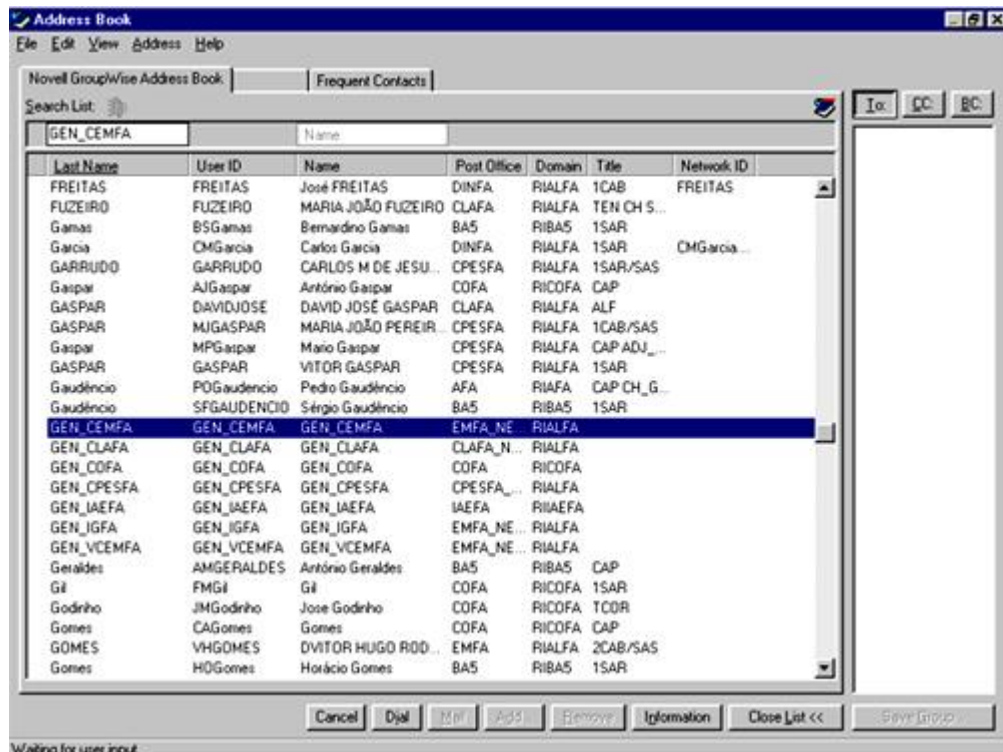 Address Book
File Edit View Address Help
Novell GroupWise Address Book Frequent Contacts
Search List: To: CC: BC:
GEN_CEMFA Name
Last Name User ID Name Post Office Domain Title Network ID
FREITAS FREITAS José FREITAS DINFA RIALFA 1CAB FREITAS
FUZEIRO FUZEIRO MARIA JOÃO FUZEIRO CLAFA RIALFA TEN CH S...
Gamas BSGamas Bernardino Gamas BA5 RIBA5 1SAR
Garcia CMGarcia Carlos Garcia DINFA RIALFA 1SAR CMGarcia...
GARRUDO GARRUDO CARLOS M DE JESU... CPESFA RIALFA 1SAR/SAS
Gaspar AJGaspar António Gaspar COFA RICOFA CAP
GASPAR DAVIDJOSE DAVID JOSÉ GASPAR CLAFA RIALFA ALF
GASPAR MJGASPAR MARIA JOÃO PEREIR... CPESFA RIALFA 1CAB/SAS
Gaspar MPGaspar Mario Gaspar CPESFA RIALFA CAP ADJ_...
GASPAR GASPAR VITOR GASPAR CPESFA RIALFA 1SAR
Gaudêncio POGaudencio Pedro Gaudêncio AFA RIAFA CAP CH_G...
Gaudêncio SFGAUDENCIO Sérgio Gaudêncio BA5 RIBA5 1SAR
GEN_CEMFA GEN_CEMFA GEN_CEMFA EMFA_NE... RIALFA
GEN_CLAFA GEN_CLAFA GEN_CLAFA CLAFA_N... RIALFA
GEN_COFA GEN_COFA GEN_COFA COFA RICOFA
GEN_CPESFA GEN_CPESFA GEN_CPESFA CPESFA_... RIALFA
GEN_IAEFA GEN_IAEFA GEN_IAEFA IAEFA RIIAEFA
GEN_IGFA GEN_IGFA GEN_IGFA EMFA_NE... RIALFA
GEN_VCEMFA GEN_VCEMFA GEN_VCEMFA EMFA_NE... RIALFA
Geraldes AMGERALDES António Geraldes BA5 RIBA5 CAP
Gil FMGil Gil COFA RICOFA 1SAR
Godinho JMGodinho Jose Godinho COFA RICOFA TCOR
Gomes CAGomes Gomes COFA RICOFA CAP
GOMES VHGOMES DVITOR HUGO ROD... EMFA RIALFA 2CAB/SAS
Gomes HOGomes Horácio Gomes BA5 RIBA5 1SAR
Cancel Dial Mail Add... Remove Information Close List << Save Group...
Waiting for user input